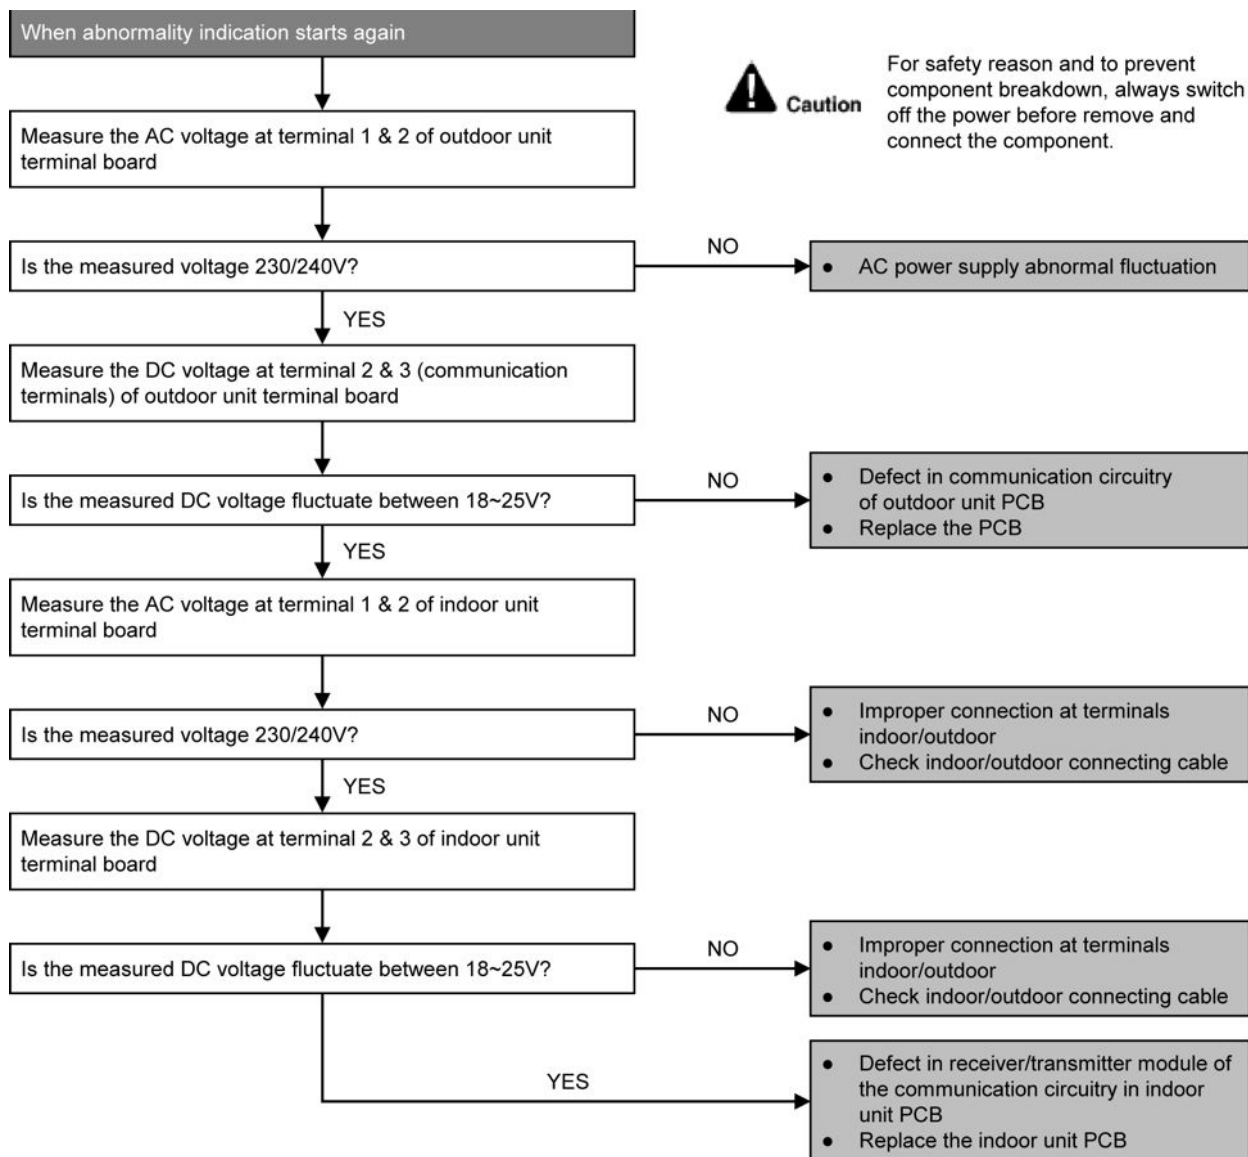 When abnormality indication starts again
Caution
For safety reason and to prevent
component breakdown, always switch
off the power before remove and
connect the component.
Measure the AC voltage at terminal 1 & 2 of outdoor unit
terminal board
Is the measured voltage 230/240V?
NO
● AC power supply abnormal fluctuation
YES
Measure the DC voltage at terminal 2 & 3 (communication
terminals) of outdoor unit terminal board
Is the measured DC voltage fluctuate between 18~25V?
NO
● Defect in communication circuitry
of outdoor unit PCB
● Replace the PCB
YES
Measure the AC voltage at terminal 1 & 2 of indoor unit
terminal board
Is the measured voltage 230/240V?
NO
● Improper connection at terminals
indoor/outdoor
● Check indoor/outdoor connecting cable
YES
Measure the DC voltage at terminal 2 & 3 of indoor unit
terminal board
Is the measured DC voltage fluctuate between 18~25V?
NO
● Improper connection at terminals
indoor/outdoor
● Check indoor/outdoor connecting cable
YES
● Defect in receiver/transmitter module of
the communication circuitry in indoor
unit PCB
● Replace the indoor unit PCB